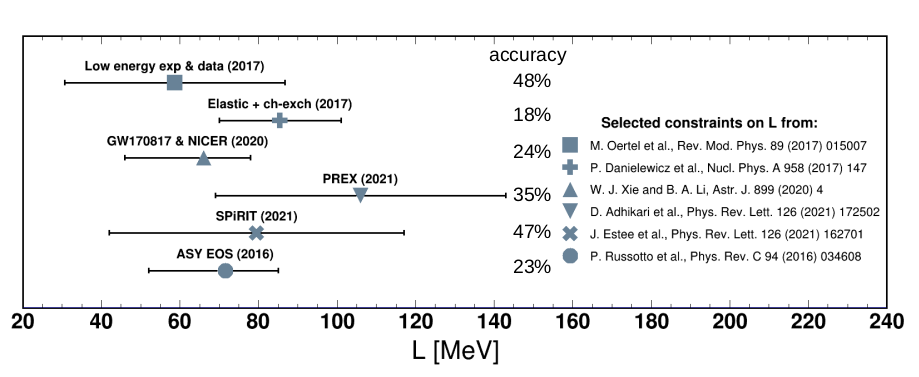 accuracy
Low energy exp & data (2017)
48%
Elastic + ch-exch (2017)
18%
GW170817 & NICER (2020)
24%
PREX (2021)
35%
SPiRIT (2021)
47%
ASY EOS (2016)
23%
Selected constraints on L from:
M. Oertel et al., Rev. Mod. Phys. 89 (2017) 015007
P. Danielewicz et al., Nucl. Phys. A 958 (2017) 147
W. J. Xie and B. A. Li, Astr. J. 899 (2020) 4
D. Adhikari et al., Phys. Rev. Lett. 126 (2021) 172502
J. Estee et al., Phys. Rev. Lett. 126 (2021) 162701
P. Russotto et al., Phys. Rev. C 94 (2016) 034608
20 40 60 80 100 120 140 160 180 200 220 240
L [MeV]